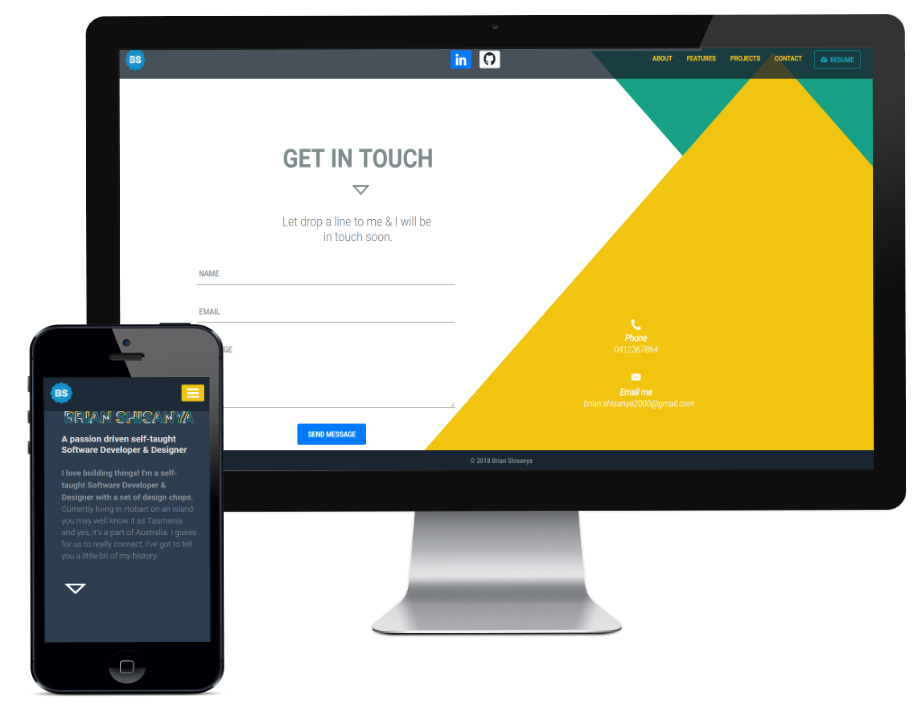 BS
in
ABOUT
FEATURES
PROJECTS
CONTACT
RESUME
GET IN TOUCH
Let drop a line to me & I will be
in touch soon.
NAME
EMAIL
GE
SEND MESSAGE
Phone
0412367864
Email me
brian.shisanya2000@gmail.com
© 2018 Brian Shisanya
BS
BRIAN SHISANYA
A passion driven self-taught
Software Developer & Designer
I love building things! I'm a self-
taught Software Developer &
Designer with a set of design chops.
Currently living in Hobart on an island
you may well know it as Tasmania
and yes, it's a part of Australia. I guess
for us to really connect, I've got to tell
you a little bit of my history.